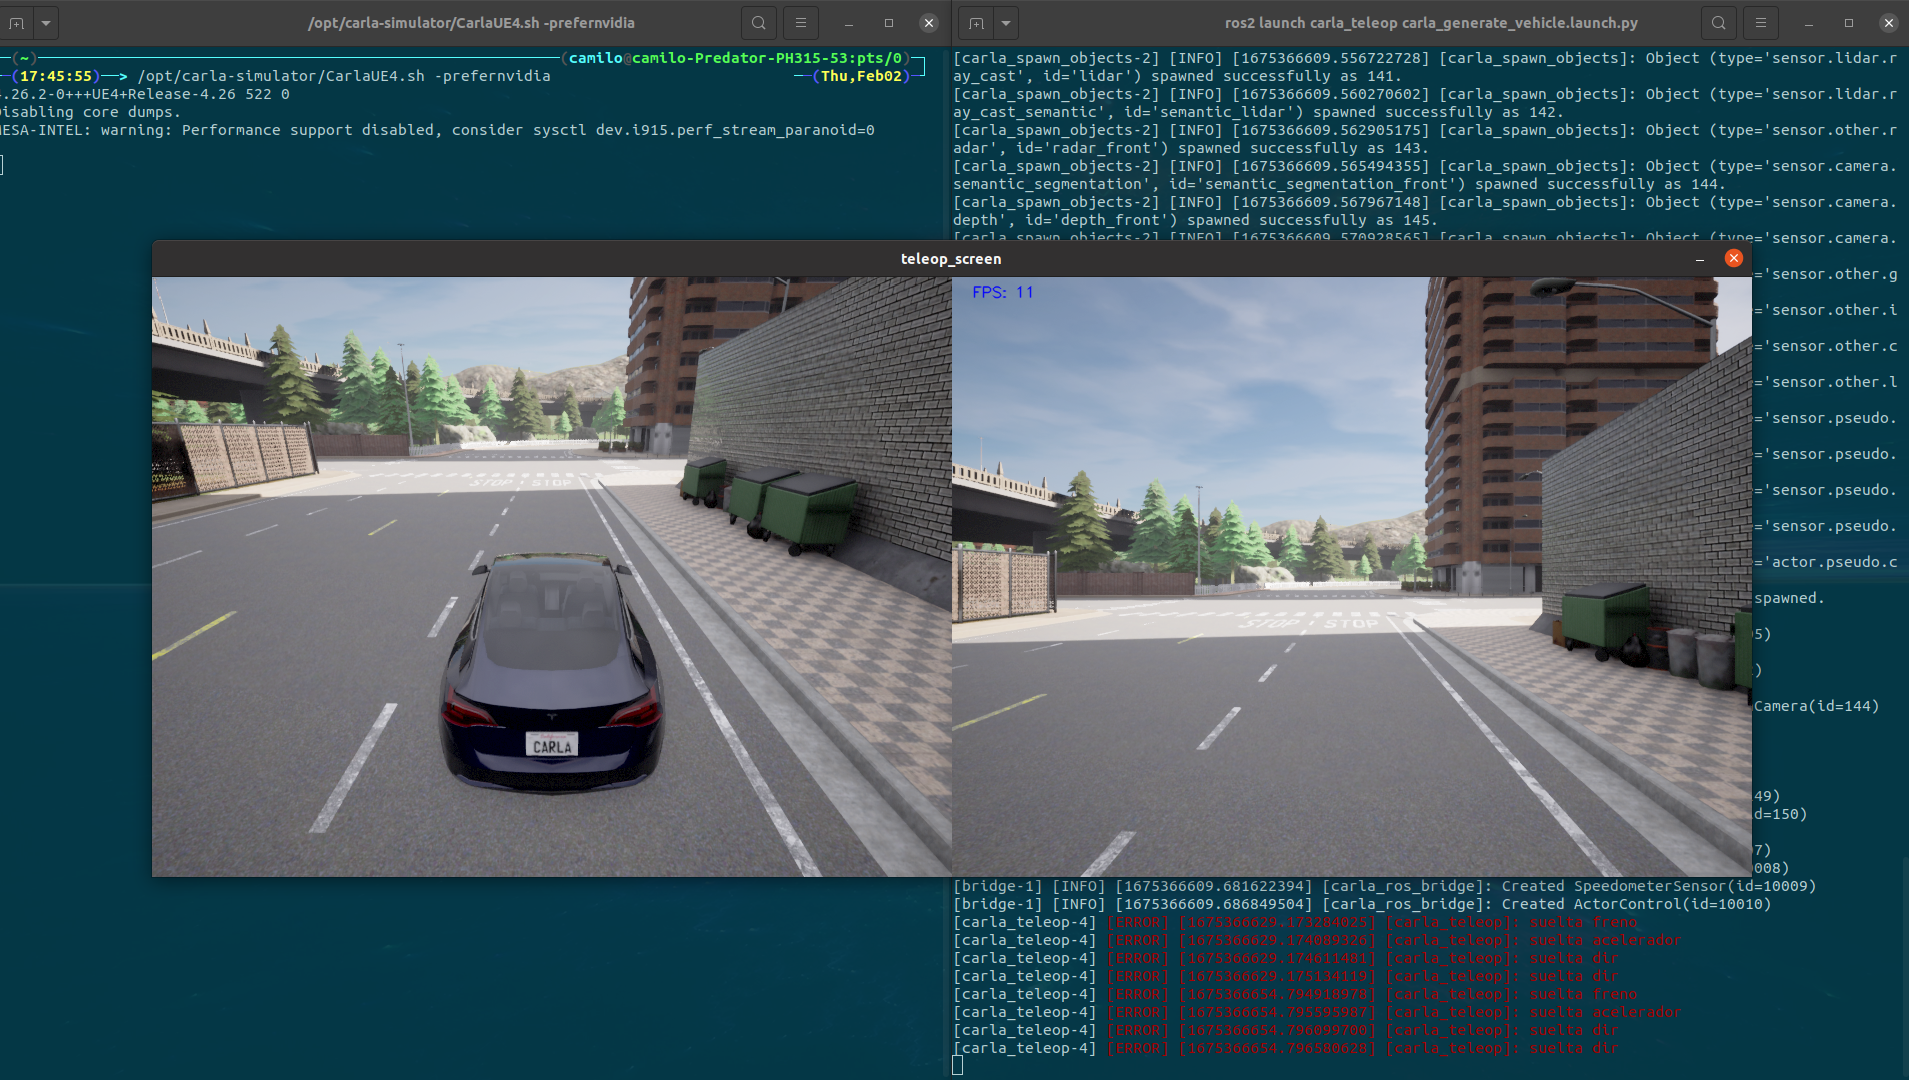 /opt/carla-simulator/CarlaUE4.sh -prefernvidia
(~)
(camilo@camilo-Predator-PH315-53:pts/0)
(17:45:55)
> /opt/carla-simulator/CarlaUE4.sh -prefernvidia
(Thu,Feb02)
.26.2-0+++UE4+Release-4.26 522 0
isabling core dumps.
ESA-INTEL: warning: Performance support disabled, consider sysctl dev.i915.perf_stream_paranoid=0
ros2 launch carla_teleop carla_generate_vehicle.launch.py
[carla_spawn_objects-2] [INFO] [1675366609.556722728] [carla_spawn_objects]: Object (type='sensor.lidar.r
ay_cast', id='lidar') spawned successfully as 141.
[carla_spawn_objects-2] [INFO] [1675366609.560270602] [carla_spawn_objects]: Object (type='sensor.lidar.r
ay_cast_semantic', id='semantic_lidar') spawned successfully as 142.
[carla_spawn_objects-2] [INFO] [1675366609.562905175] [carla_spawn_objects]: Object (type='sensor.other.r
adar', id='radar_front') spawned successfully as 143.
[carla_spawn_objects-2] [INFO] [1675366609.565494355] [carla_spawn_objects]: Object (type='sensor.camera.
semantic_segmentation', id='semantic_segmentation_front') spawned successfully as 144.
[carla_spawn_objects-2] [INFO] [1675366609.567967148] [carla_spawn_objects]: Object (type='sensor.camera.
depth', id='depth_front') spawned successfully as 145.
[carla_spawn_objects-2] [INFO] [1675366609.570928565] [carla_spawn_objects]: Object (type='sensor.camera.
='sensor.other.g
='sensor.other.i
='sensor.other.c
='sensor.other.l
='sensor.pseudo.
='sensor.pseudo.
='sensor.pseudo.
='sensor.pseudo.
='actor.pseudo.c
spawned.
5)
)
Camera(id=144)
49)
d=150)
7)
008)
[bridge-1] [INFO] [1675366609.681622394] [carla_ros_bridge]: Created SpeedometerSensor(id=10009)
[bridge-1] [INFO] [1675366609.686849504] [carla_ros_bridge]: Created ActorControl(id=10010)
[carla_teleop-4] [ERROR] [1675366629.173284025] [carla_teleop]: suelta freno
[carla_teleop-4] [ERROR] [1675366629.174089326] [carla_teleop]: suelta acelerador
[carla_teleop-4] [ERROR] [1675366629.174611481] [carla_teleop]: suelta dir
[carla_teleop-4] [ERROR] [1675366629.175134119] [carla_teleop]: suelta dir
[carla_teleop-4] [ERROR] [1675366654.794918978] [carla_teleop]: suelta freno
[carla_teleop-4] [ERROR] [1675366654.795595987] [carla_teleop]: suelta acelerador
[carla_teleop-4] [ERROR] [1675366654.796099700] [carla_teleop]: suelta dir
[carla_teleop-4] [ERROR] [1675366654.796580628] [carla_teleop]: suelta dir
teleop_screen
STOP STOP
CARLA
FPS: 11
STOP STOP